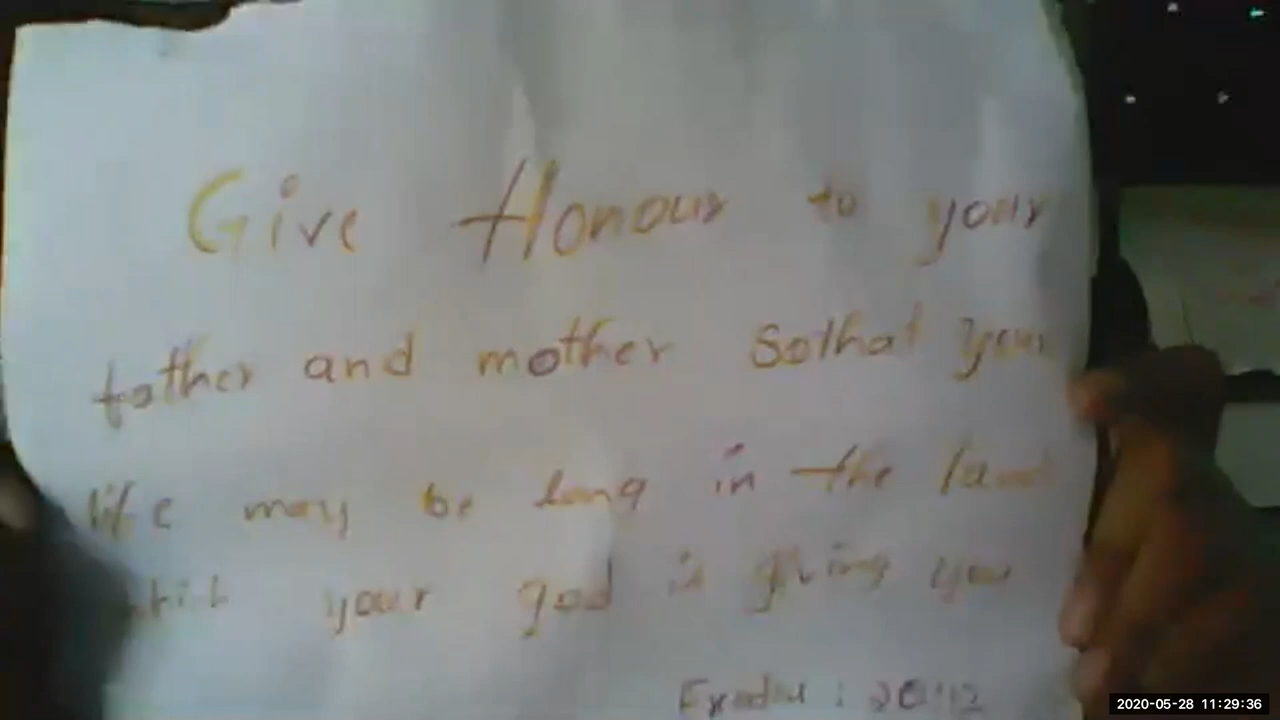 Give Honour to your
father and mother Sothat your
life may be long in the land
your god is giving you
Exodus : 20:12
2020-05-28 11:29:36